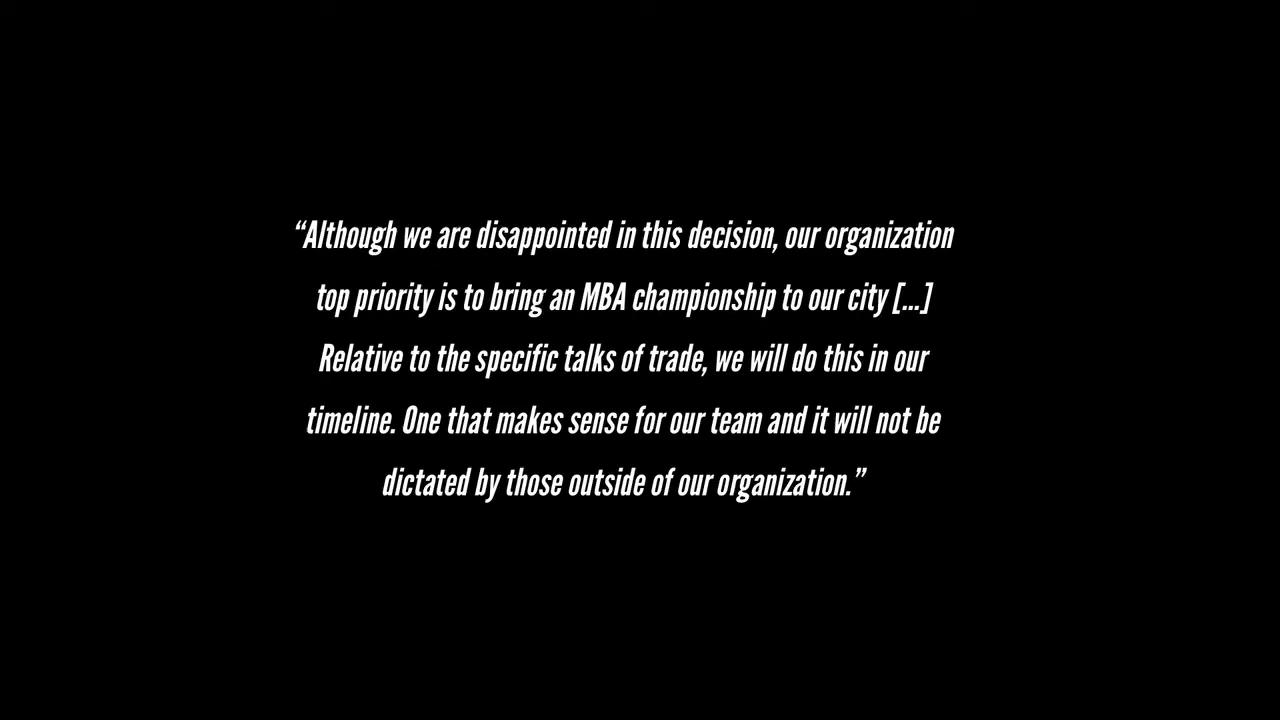 “Although we are disappointed in this decision, our organization
top priority is to bring an MBA championship to our city [...]
Relative to the specific talks of trade, we will do this in our
timeline. One that makes sense for our team and it will not be
dictated by those outside of our organization.”